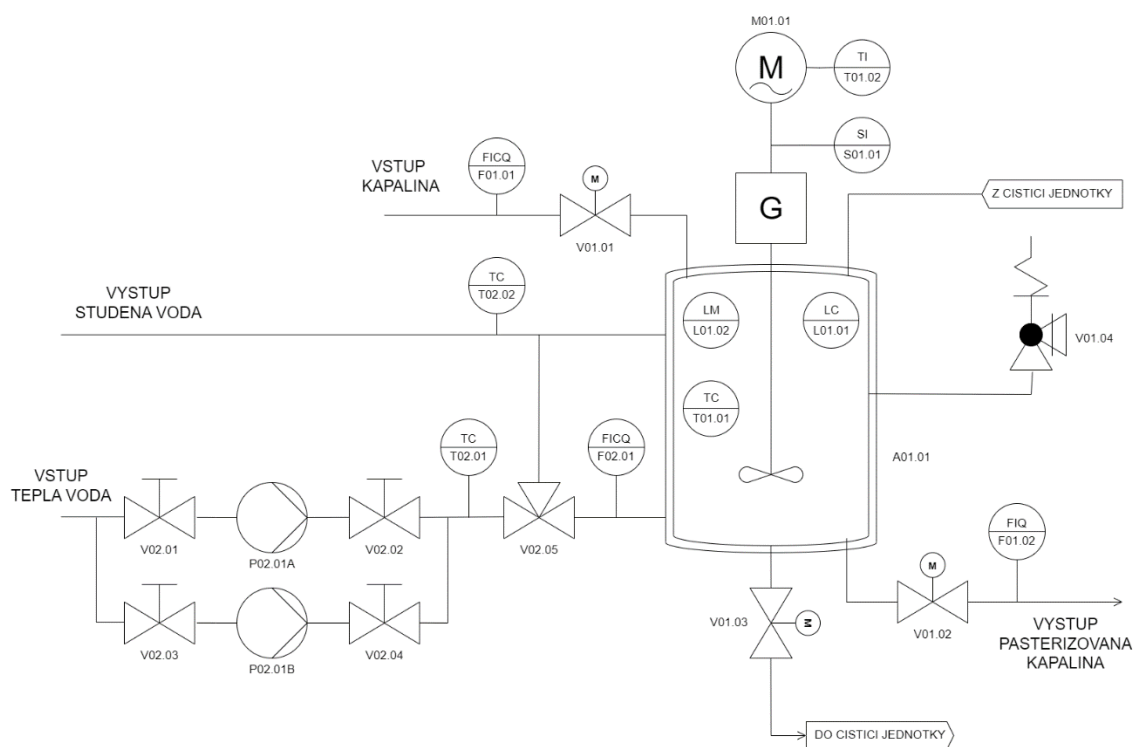 M01.01
M
TI
T01.02
SI
S01.01
FICQ
F01.01
VSTUP
KAPALINA
M
V01.01
G
Z CISTICI JEDNOTKY
TC
T02.02
VYSTUP
STUDENA VODA
LM
L01.02
LC
L01.01
V01.04
TC
T01.01
TC
T02.01
FICQ
F02.01
A01.01
VSTUP
TEPLA VODA
V02.01
P02.01A
V02.02
V02.05
FIQ
F01.02
M
V01.02
V01.03
M
V02.03
P02.01B
V02.04
VYSTUP
PASTERIZOVANA
KAPALINA
DO CISTICI JEDNOTKY